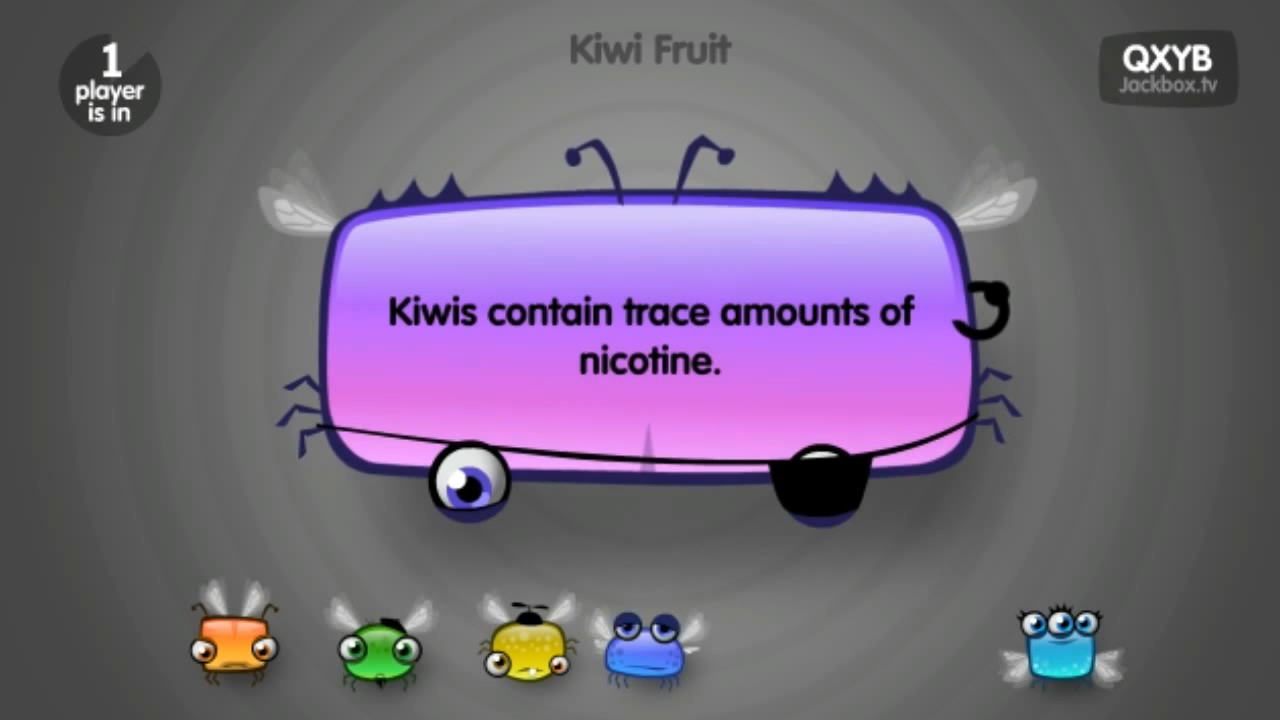 1
player
is in
Kiwi Fruit
QXYB
Jackbox.tv
Kiwis contain trace amounts of
nicotine.